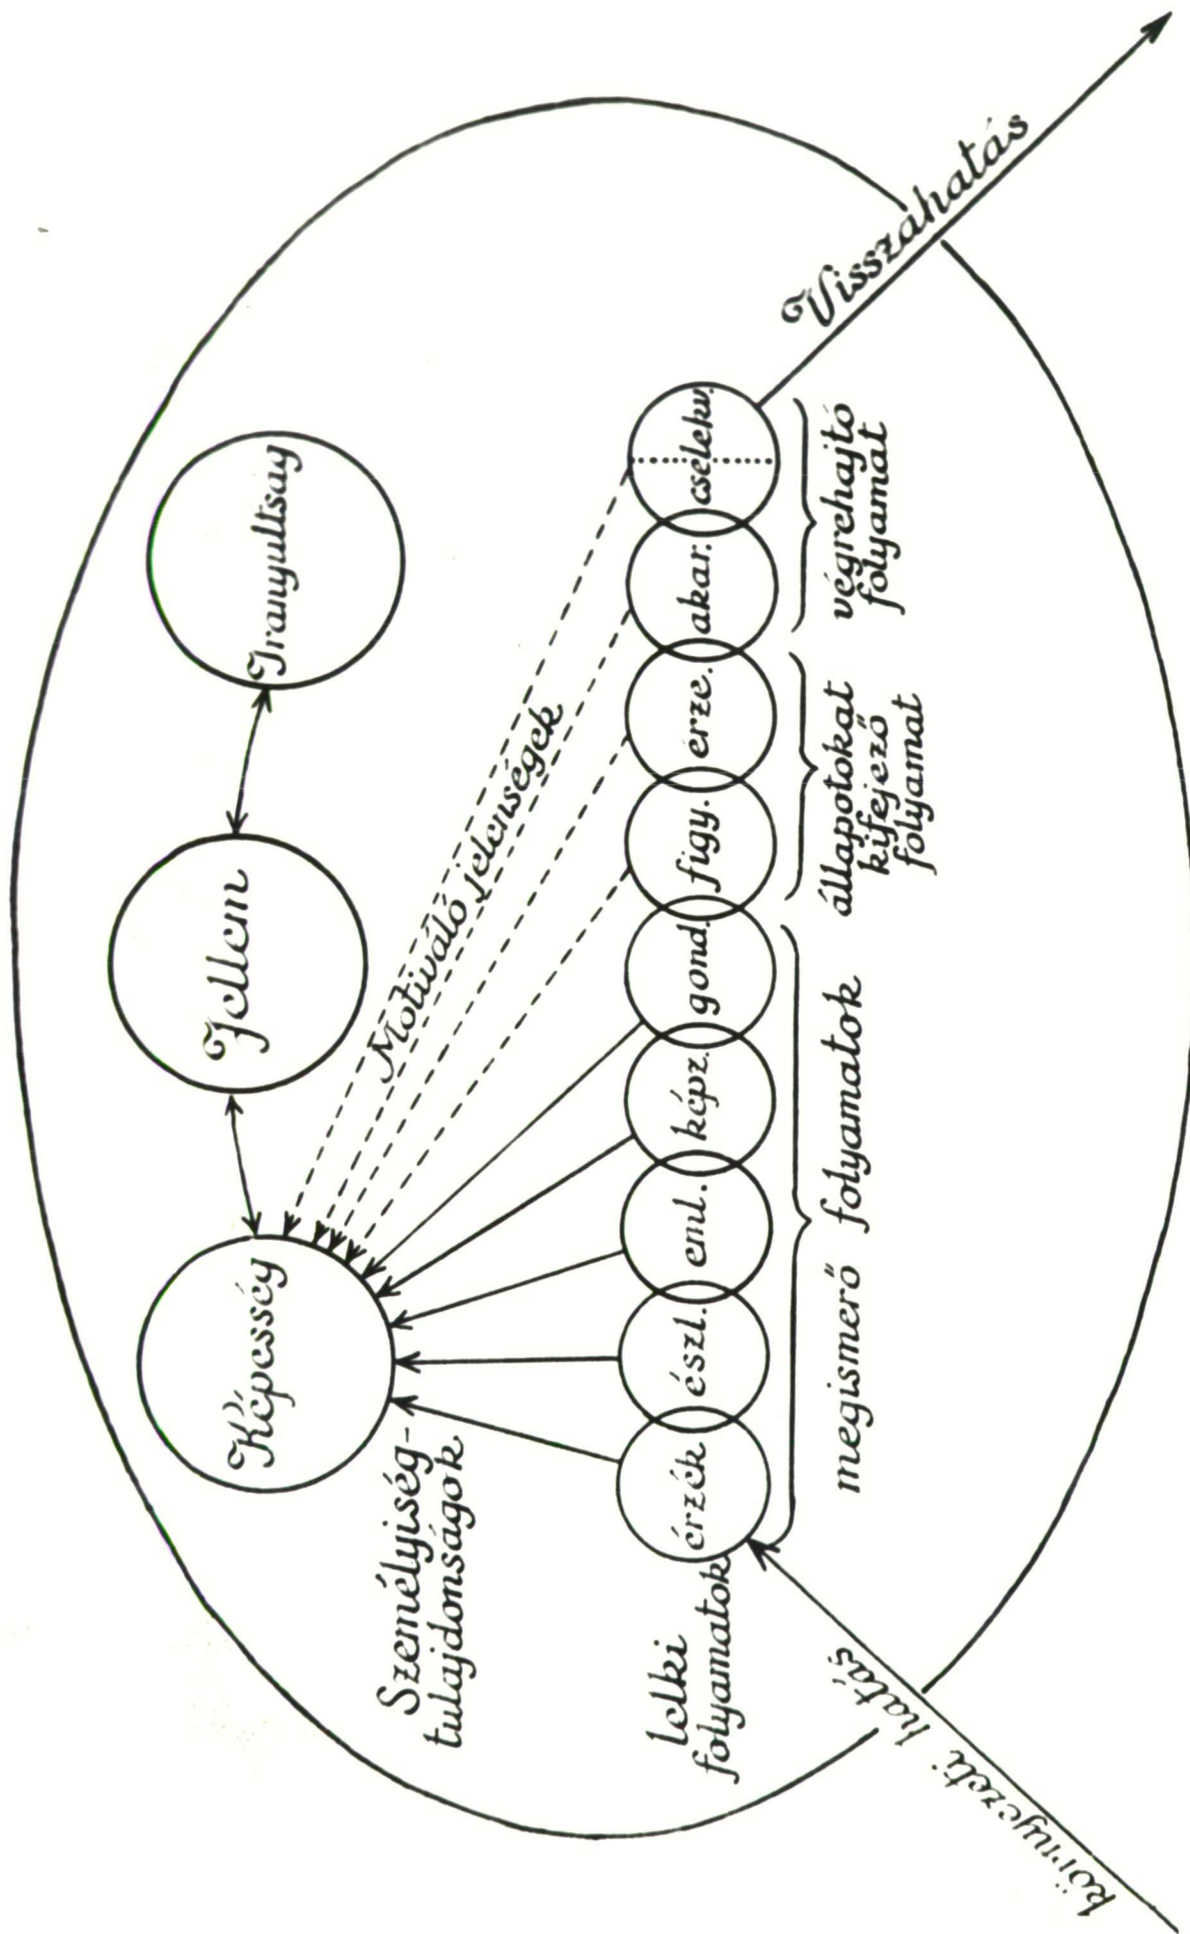 Képesség
Jellem
Iranyultsag
Személyiség-
tulajdonságok
Motiváló jelenségek
lelki
folyamatok
érzék
észl.
eml.
képz.
gond.
figy.
érze.
akar.
cselekv.
megismerő folyamatok
állapotokat
kifejező
folyamat
végrehajtó
folyamat
környezeti hatás
Visszahatás